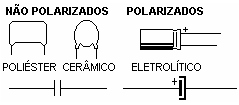 NÃO POLARIZADOS
POLARIZADOS
+
POLIÉSTER
CERÂMICO
ELETROLÍTICO
+